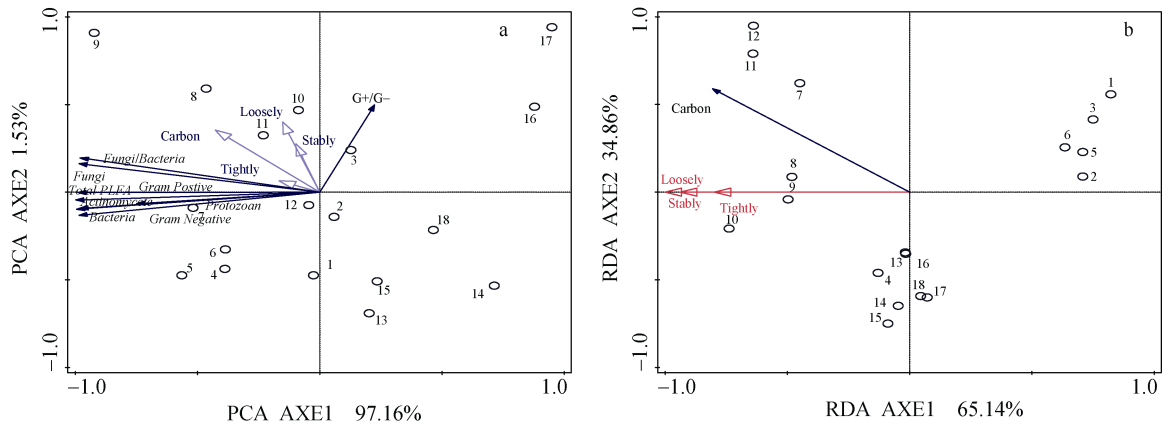 1.0
a
17
9
8
10
Loosely
G+/G−
16
11
Carbon
Stably
3
Tightly
Fungi/Bacteria
Fungi
Total PLFA
Gram Postive
Actinomycete
Protozoan
Bacteria
Gram Negative
7
12
2
18
6
5
4
1
15
14
13
PCA AXE2 1.53%
−1.0
−1.0
1.0
PCA AXE1 97.16%
1.0
b
12
11
7
1
3
Carbon
6
5
2
8
9
Loosely
Stably
Tightly
10
13
16
4
14
18
17
15
RDA AXE2 34.86%
−1.0
−1.0
1.0
RDA AXE1 65.14%